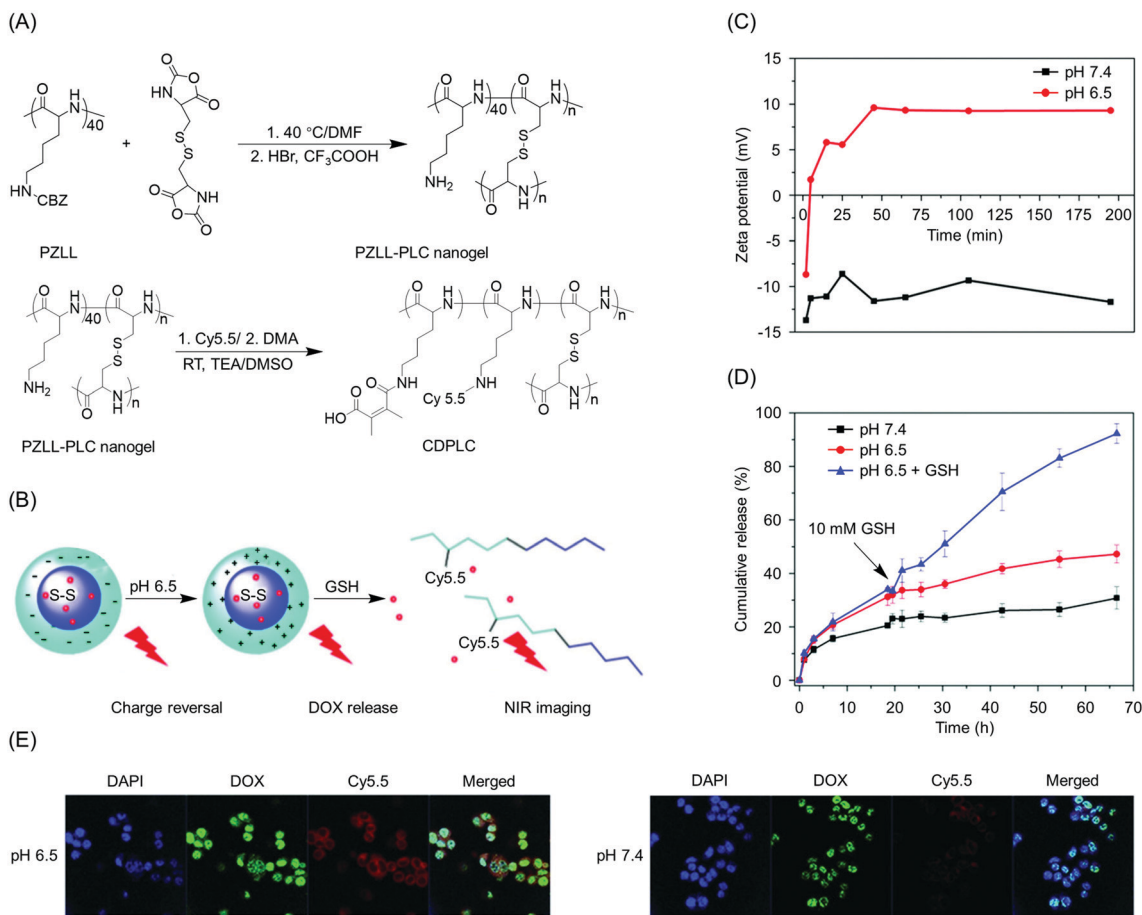 (A)
O
H
N
40
HN
CBZ
PZLL
+
O
O
HN
O
S
S
NH
O
O
O
1. 40 °C/DMF
2. HBr, CF₃COOH
O
H
N
40
O
H
N
n
S
S
NH₂
O
H
N
n
PZLL-PLC nanogel
O
H
N
40
O
H
N
n
S
S
NH₂
O
H
N
n
PZLL-PLC nanogel
1. Cy5.5/ 2. DMA
RT, TEA/DMSO
O
H
N
O
H
N
O
H
N
n
S
S
NH
O
O
HO
NH
Cy 5.5
O
H
N
n
CDPLC
(B)
S-S
pH 6.5
S-S
GSH
Cy5.5
Cy5.5
Charge reversal
DOX release
NIR imaging
(C)
Zeta potential (mV)
15
10
5
0
-5
-10
-15
0 25 50 75 100 125 150 175 200
Time (min)
pH 7.4
pH 6.5
(D)
Cumulative release (%)
100
80
60
40
20
0
pH 7.4
pH 6.5
pH 6.5 + GSH
10 mM GSH
0 10 20 30 40 50 60 70
Time (h)
(E)
DAPI DOX Cy5.5 Merged
pH 6.5
DAPI DOX Cy5.5 Merged
pH 7.4